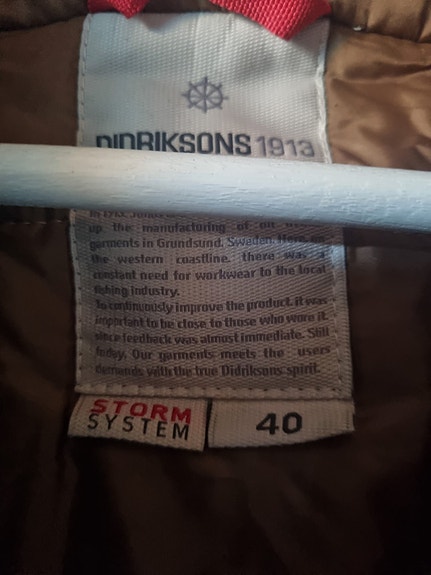 DIDRIKSONS 1913
In 1913,
up the manufacturing of
garments in Grundsund, Sweden. Here
the western coastline, there was a
constant need for workwear to the local
fishing industry.
To continuously improve the product, it was
important to be close to those who wore it,
since feedback was almost immediate. Still
today, Our garments meets the users
demands with the true Didriksons spirit.
STORM
SYSTEM
40